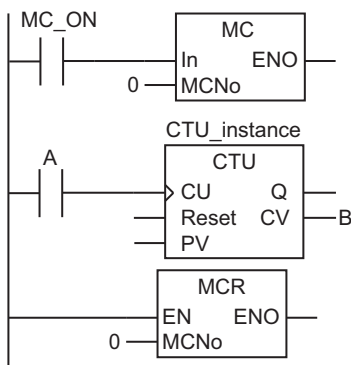 MC_ON
MC
In ENO
0 MCNo
CTU_instance
A
CTU
CU Q
Reset CV B
PV
MCR
EN ENO
0 MCNo